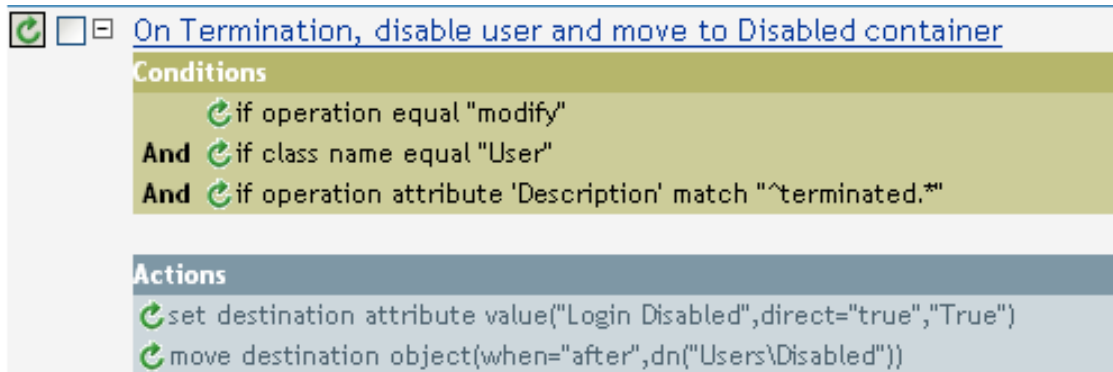 On Termination, disable user and move to Disabled container
Conditions
if operation equal "modify"
And if class name equal "User"
And if operation attribute 'Description' match "^terminated.*"
Actions
set destination attribute value("Login Disabled",direct="true","True")
move destination object(when="after",dn("Users\Disabled"))